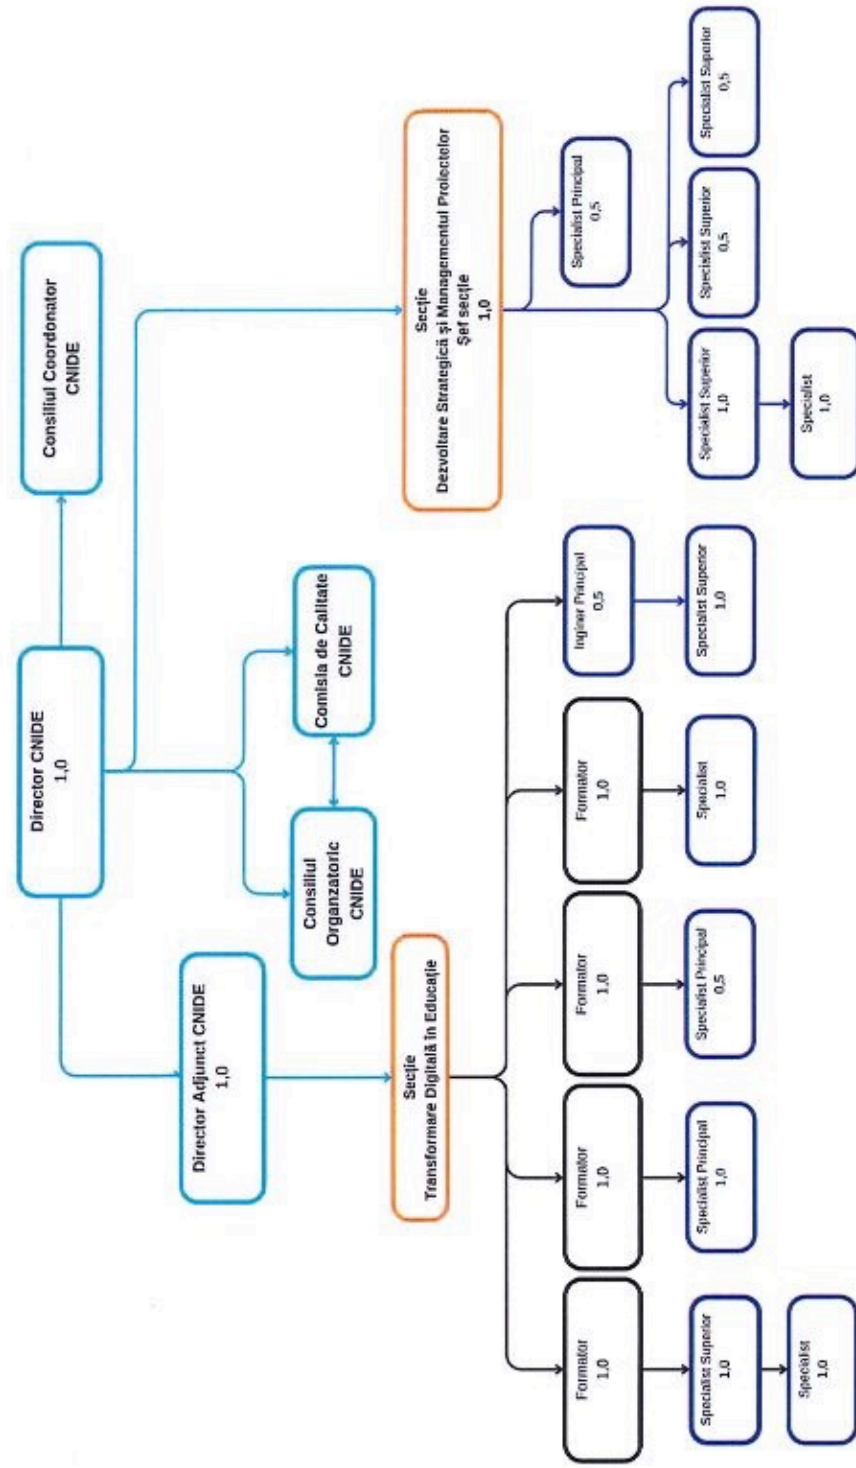 Director CNIDE
1,0
Consiliul Coordonator
CNIDE
Director Adjunct CNIDE
1,0
Consiliul
Organzatoric
CNIDE
Comisia de Calitate
CNIDE
Secție
Transformare Digitală în Educație
Secție
Dezvoltare Strategică și Managementul Proiectelor
Șef secție
1,0
Formator
1,0
Formator
1,0
Formator
1,0
Formator
1,0
Inginer Principal
0,5
Specialist Principal
0,5
Specialist Superior
1,0
Specialist Principal
1,0
Specialist Principal
0,5
Specialist
1,0
Specialist Superior
1,0
Specialist Superior
1,0
Specialist Superior
0,5
Specialist Superior
0,5
Specialist
1,0
Specialist
1,0